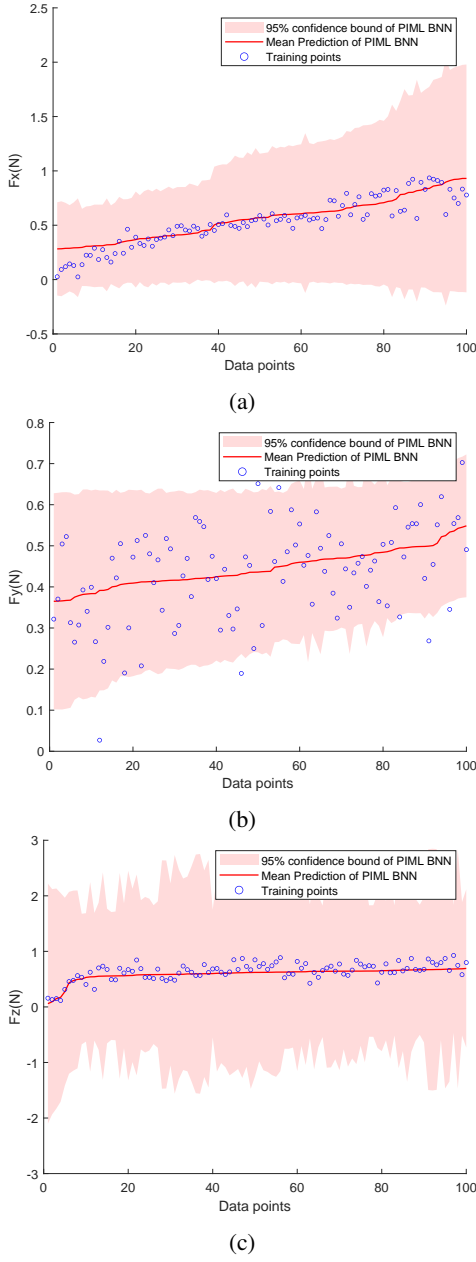 2.5
2
1.5
1
0.5
0
-0.5
Fx(N)
95% confidence bound of PIML BNN
Mean Prediction of PIML BNN
Training points
0 20 40 60 80 100
Data points
(a)
0.8
0.7
0.6
0.5
0.4
0.3
0.2
0.1
0
Fy(N)
95% confidence bound of PIML BNN
Mean Prediction of PIML BNN
Training points
0 20 40 60 80 100
Data points
(b)
3
2
1
0
-1
-2
-3
Fz(N)
95% confidence bound of PIML BNN
Mean Prediction of PIML BNN
Training points
0 20 40 60 80 100
Data points
(c)